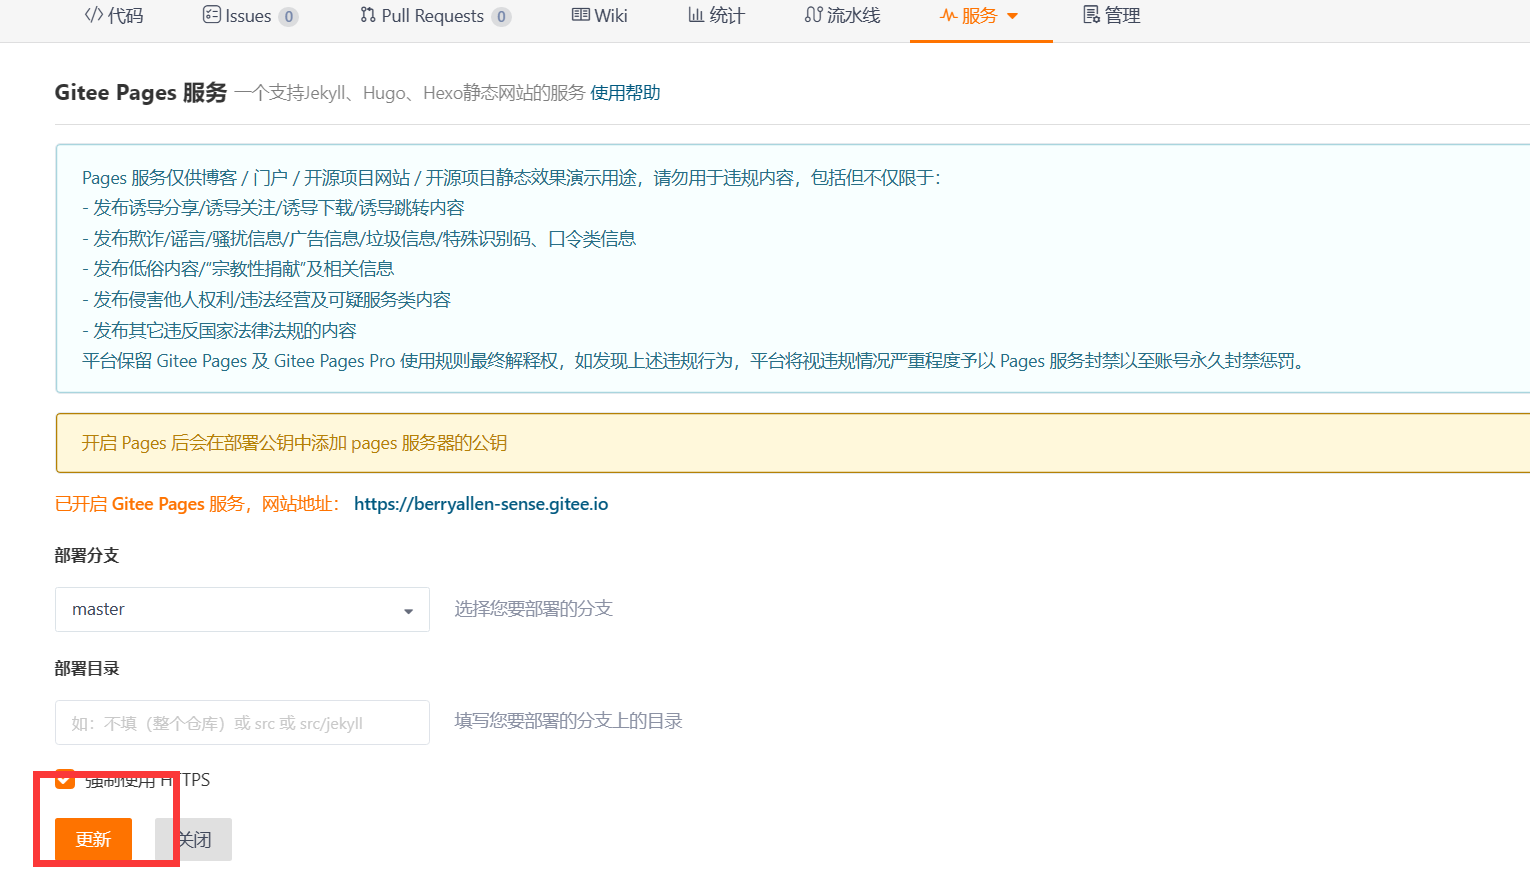 代码 Issues 0 Pull Requests 0 Wiki 统计 流水线 服务 管理
Gitee Pages 服务 一个支持Jekyll、Hugo、Hexo静态网站的服务 使用帮助
Pages 服务仅供博客 / 门户 / 开源项目网站 / 开源项目静态效果演示用途，请勿用于违规内容，包括但不仅限于：
- 发布诱导分享/诱导关注/诱导下载/诱导跳转内容
- 发布欺诈/谣言/骚扰信息/广告信息/垃圾信息/特殊识别码、口令类信息
- 发布低俗内容/“宗教性捐献”及相关信息
- 发布侵害他人权利/违法经营及可疑服务类内容
- 发布其它违反国家法律法规的内容
平台保留 Gitee Pages 及 Gitee Pages Pro 使用规则最终解释权，如发现上述违规行为，平台将视违规情况严重程度予以 Pages 服务封禁以至账号永久封禁惩罚。
开启 Pages 后会在部署公钥中添加 pages 服务器的公钥
已开启 Gitee Pages 服务，网站地址： https://berryallen-sense.gitee.io
部署分支
master 选择您要部署的分支
部署目录
如：不填（整个仓库）或 src 或 src/jekyll 填写您要部署的分支上的目录
强制使用 HTTPS
更新 关闭